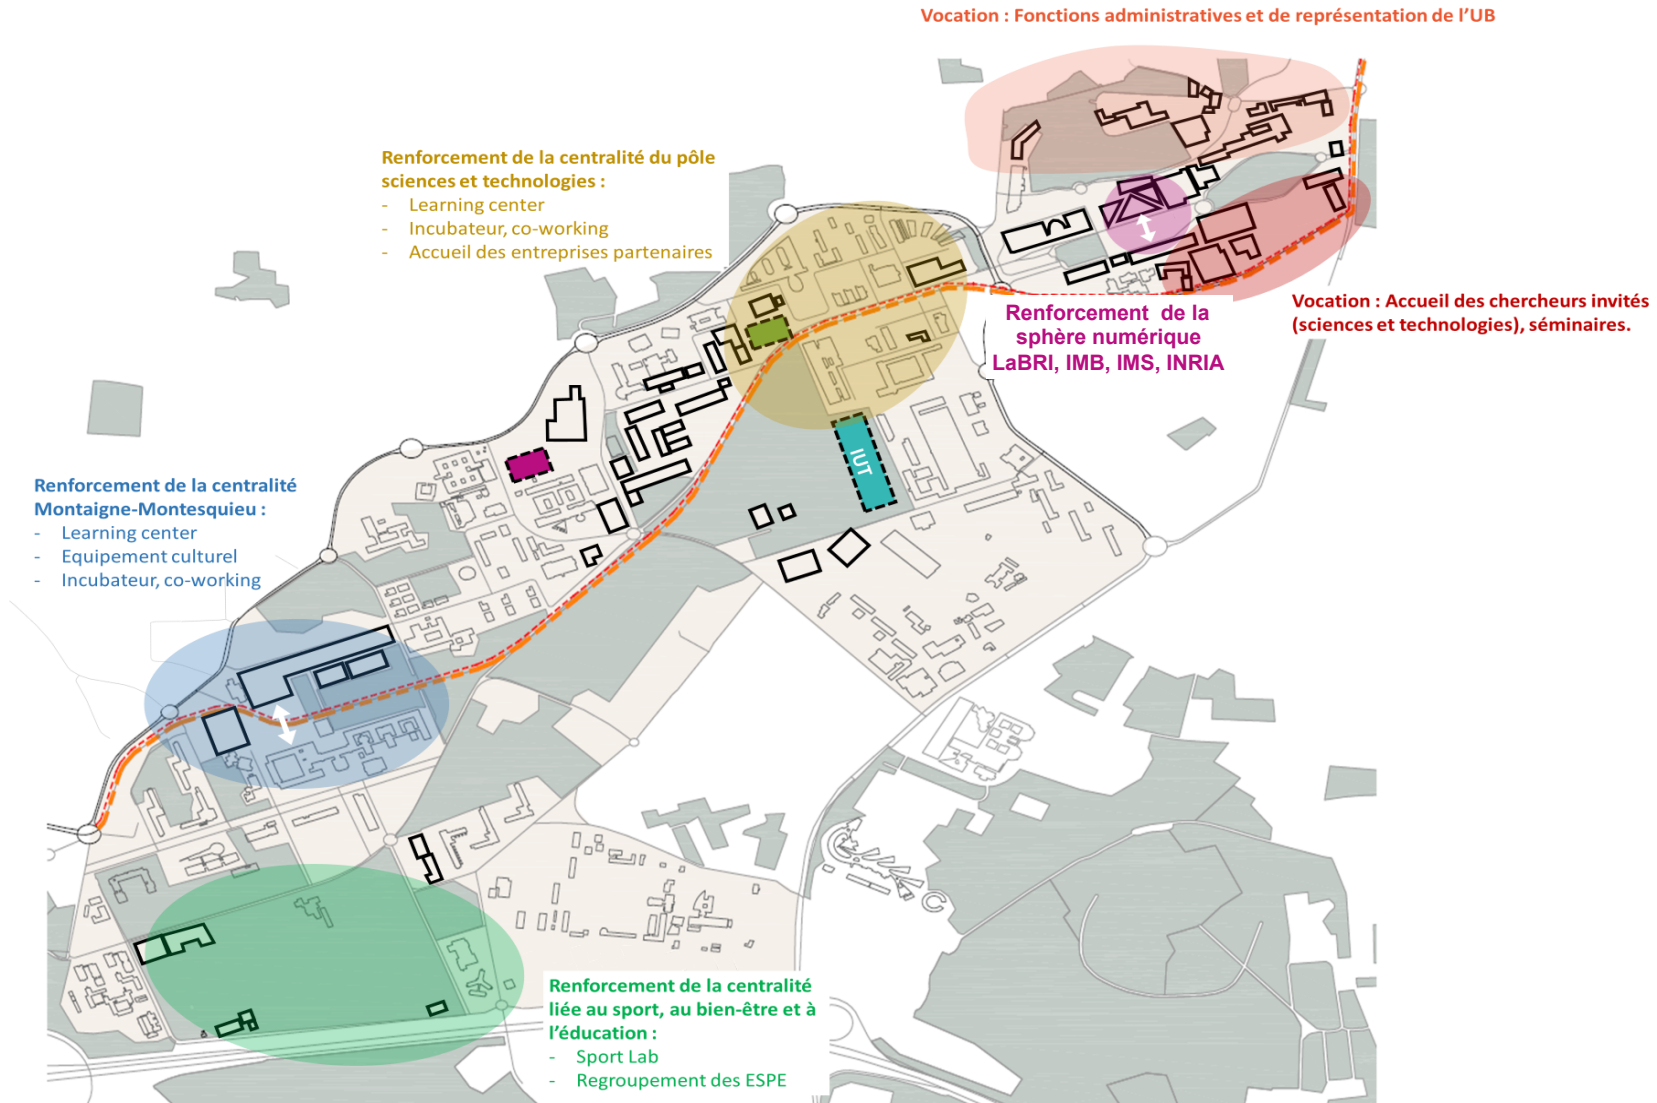 Vocation : Fonctions administratives et de représentation de l'UB
Renforcement de la centralité du pôle
sciences et technologies :
- Learning center
- Incubateur, co-working
- Accueil des entreprises partenaires
Vocation : Accueil des chercheurs invités
(sciences et technologies), séminaires.
Renforcement de la
sphère numérique
LaBRI, IMB, IMS, INRIA
IUT
Renforcement de la centralité
Montaigne-Montesquieu :
- Learning center
- Equipement culturel
- Incubateur, co-working
Renforcement de la centralité
liée au sport, au bien-être et à
l'éducation :
- Sport Lab
- Regroupement des ESPE